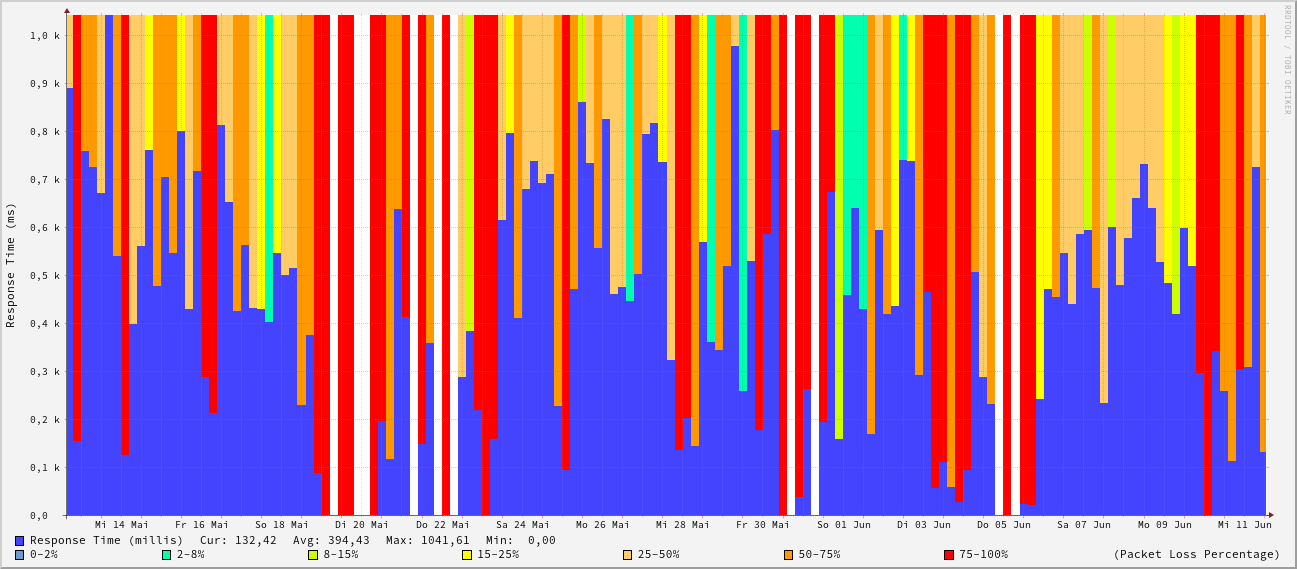 RRDTOOL / TOBI OETIKER
Response Time (ms)
1,0 k
0,9 k
0,8 k
0,7 k
0,6 k
0,5 k
0,4 k
0,3 k
0,2 k
0,1 k
0,0
Mi 14 Mai Fr 16 Mai So 18 Mai Di 20 Mai Do 22 Mai Sa 24 Mai Mo 26 Mai Mi 28 Mai Fr 30 Mai So 01 Jun Di 03 Jun Do 05 Jun Sa 07 Jun Mo 09 Jun Mi 11 Jun
Response Time (millis) Cur: 132,42 Avg: 394,43 Max: 1041,61 Min: 0,00
0-2% 2-8% 8-15% 15-25% 25-50% 50-75% 75-100% (Packet Loss Percentage)